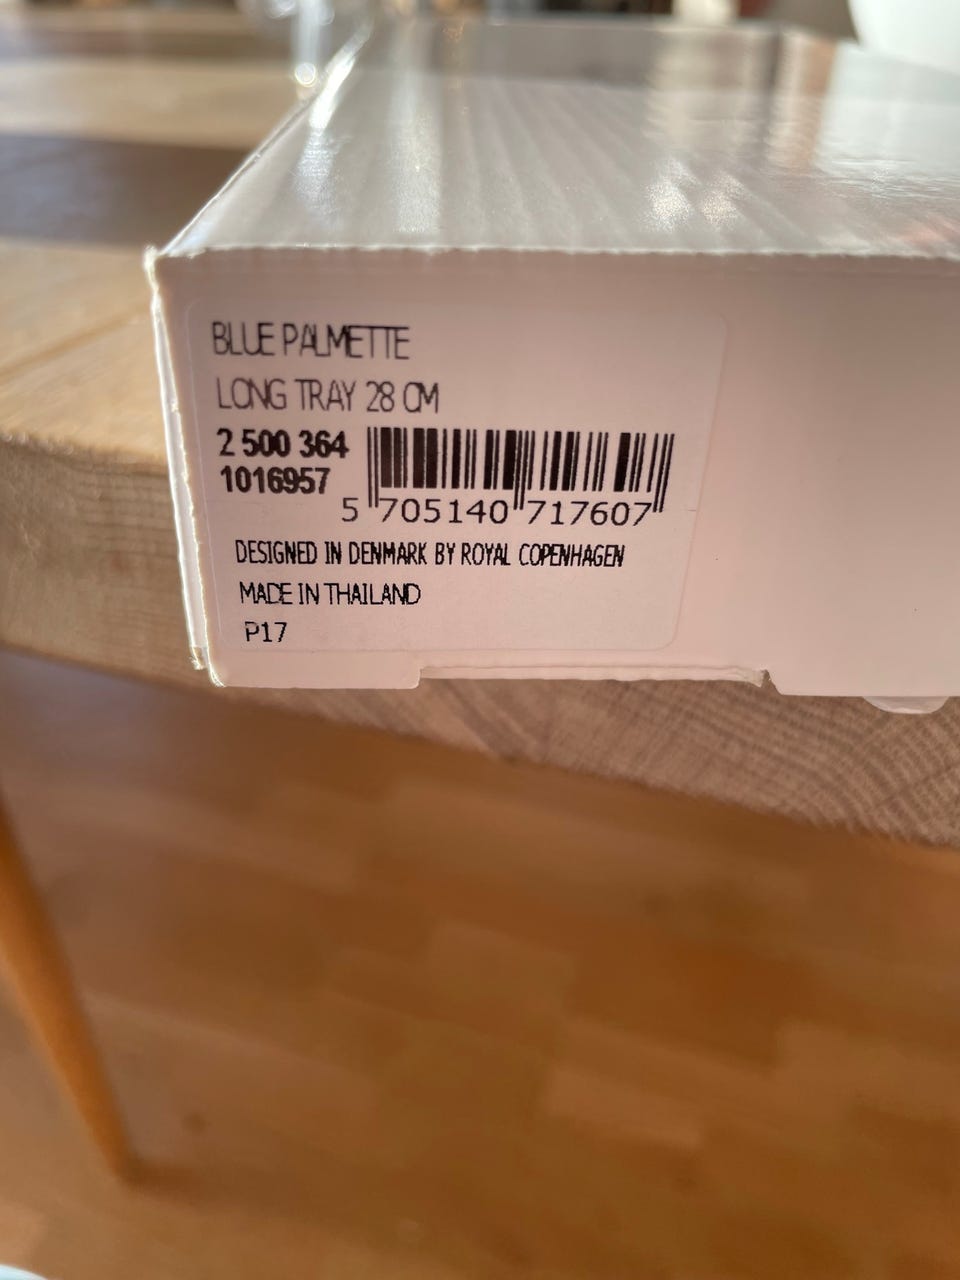 BLUE PALMETTE
LONG TRAY 28 CM
2 500 364
1016957
5 705140 717607
DESIGNED IN DENMARK BY ROYAL COPENHAGEN
MADE IN THAILAND
P17